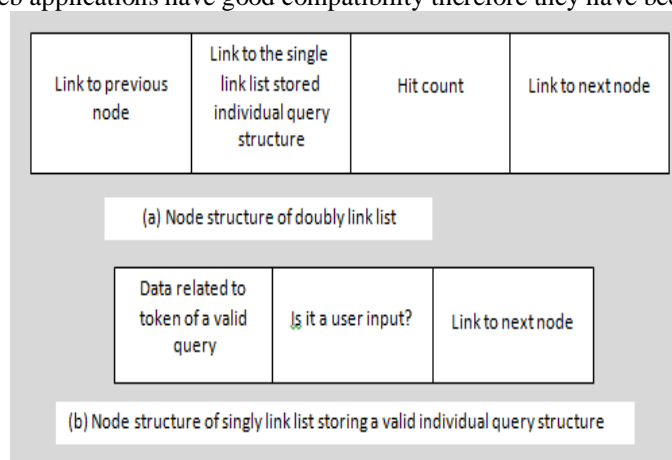 eb applications have good compatibility therefore they have bee
Link to previous node
Link to the single link list stored individual query structure
Hit count
Link to next node
(a) Node structure of doubly link list
Data related to token of a valid query
Is it a user input?
Link to next node
(b) Node structure of singly link list storing a valid individual query structure